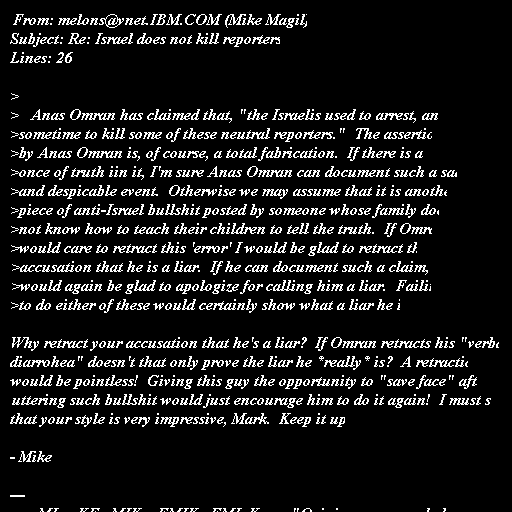 From: melons@vnet.IBM.COM (Mike Magil
Subject: Re: Israel does not kill reporters
Lines: 26
>
> Anas Omran has claimed that, "the Israelis used to arrest, an
>sometime to kill some of these neutral reporters." The assertic
>by Anas Omran is, of course, a total fabrication. If there is a
>once of truth iin it, I'm sure Anas Omran can document such a sa
>and despicable event. Otherwise we may assume that it is anothe
>piece of anti-Israel bullshit posted by someone whose family do
>not know how to teach their children to tell the truth. If Omr
>would care to retract this 'error' I would be glad to retract th
>accusation that he is a liar. If he can document such a claim,
>would again be glad to apologize for calling him a liar. Faili
>to do either of these would certainly show what a liar he i
Why retract your accusation that he's a liar? If Omran retracts his "verb
diarrohea" doesn't that only prove the liar he *really* is? A retractic
would be pointless! Giving this guy the opportunity to "save face" aft
uttering such bullshit would just encourage him to do it again! I must s
that your style is very impressive, Mark. Keep it up
- Mike